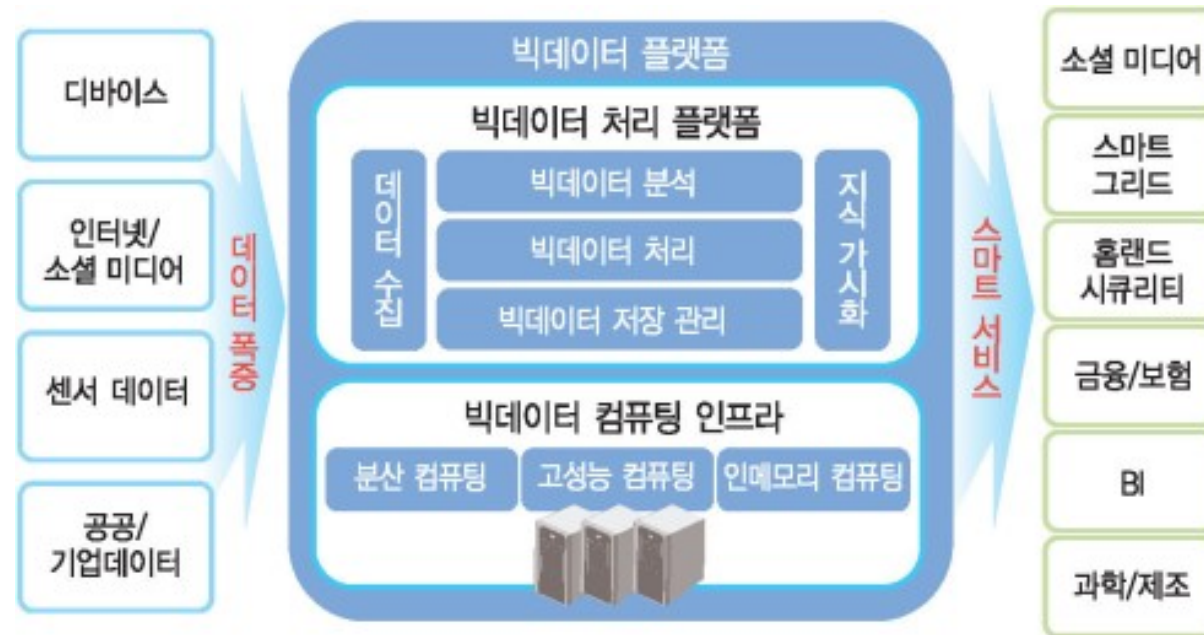 디바이스
인터넷/
소셜 미디어
센서 데이터
공공/
기업데이터
데이터 폭증
빅데이터 플랫폼
빅데이터 처리 플랫폼
데이터 수집
빅데이터 분석
빅데이터 처리
빅데이터 저장 관리
지식 가시화
빅데이터 컴퓨팅 인프라
분산 컴퓨팅
고성능 컴퓨팅
인메모리 컴퓨팅
스마트 서비스
소셜 미디어
스마트
그리드
홈랜드
시큐리티
금융/보험
BI
과학/제조